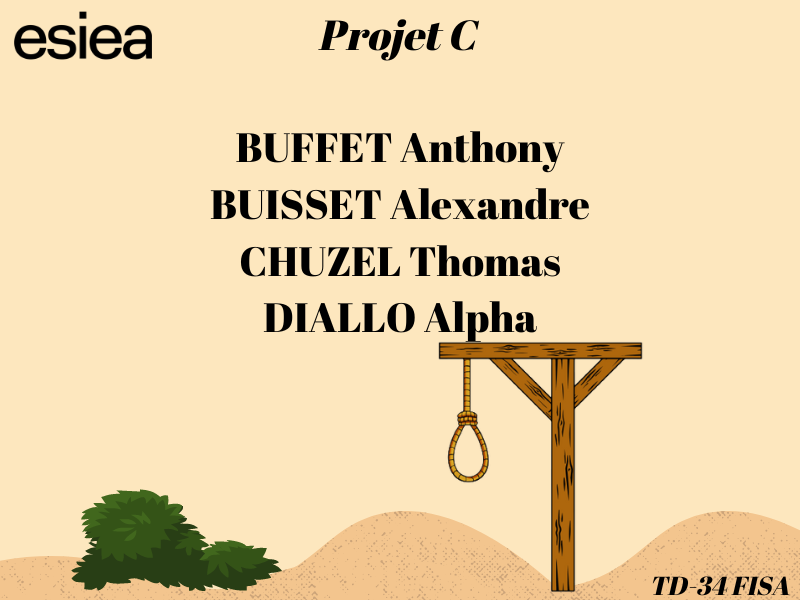 esiea
Projet C
BUFFET Anthony
BUISSET Alexandre
CHUZEL Thomas
DIALLO Alpha
TD-34 FISA